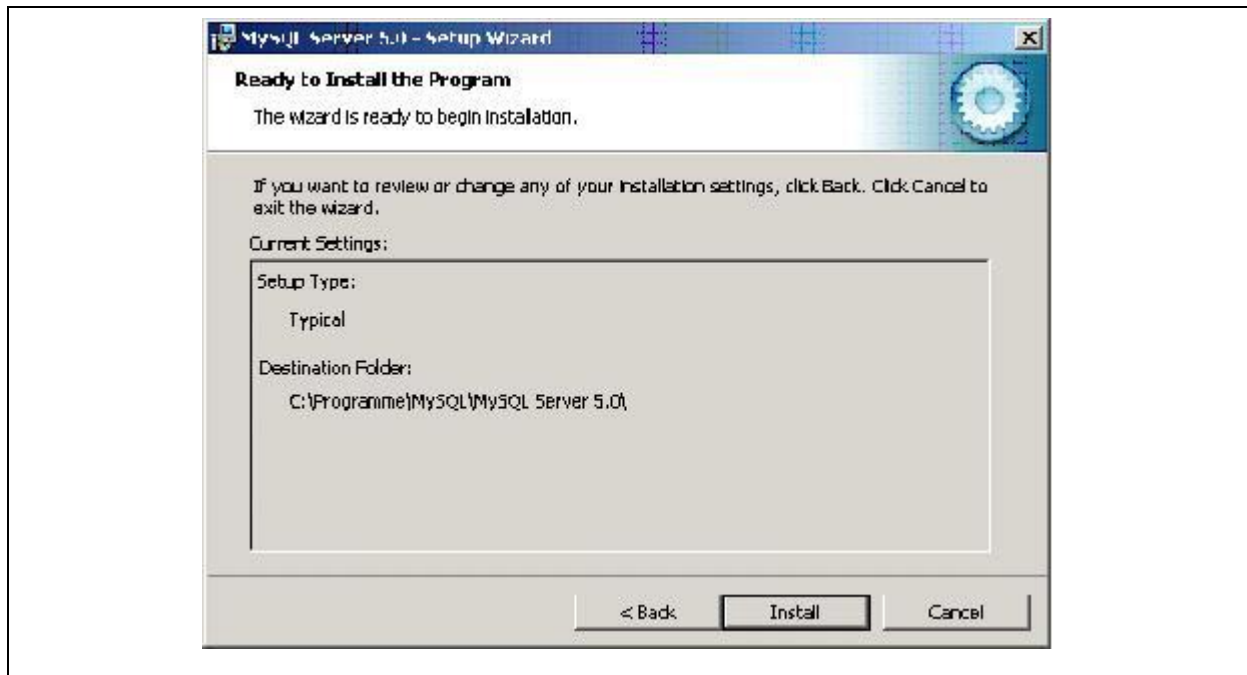 MySQL Server 5.0 - Setup Wizard
Ready to Install the Program
The wizard is ready to begin installation.
If you want to review or change any of your installation settings, click Back. Click Cancel to
exit the wizard.
Current Settings:
Setup Type:
Typical
Destination Folder:
C:\Programme\MySQL\MySQL Server 5.0\
< Back
Install
Cancel